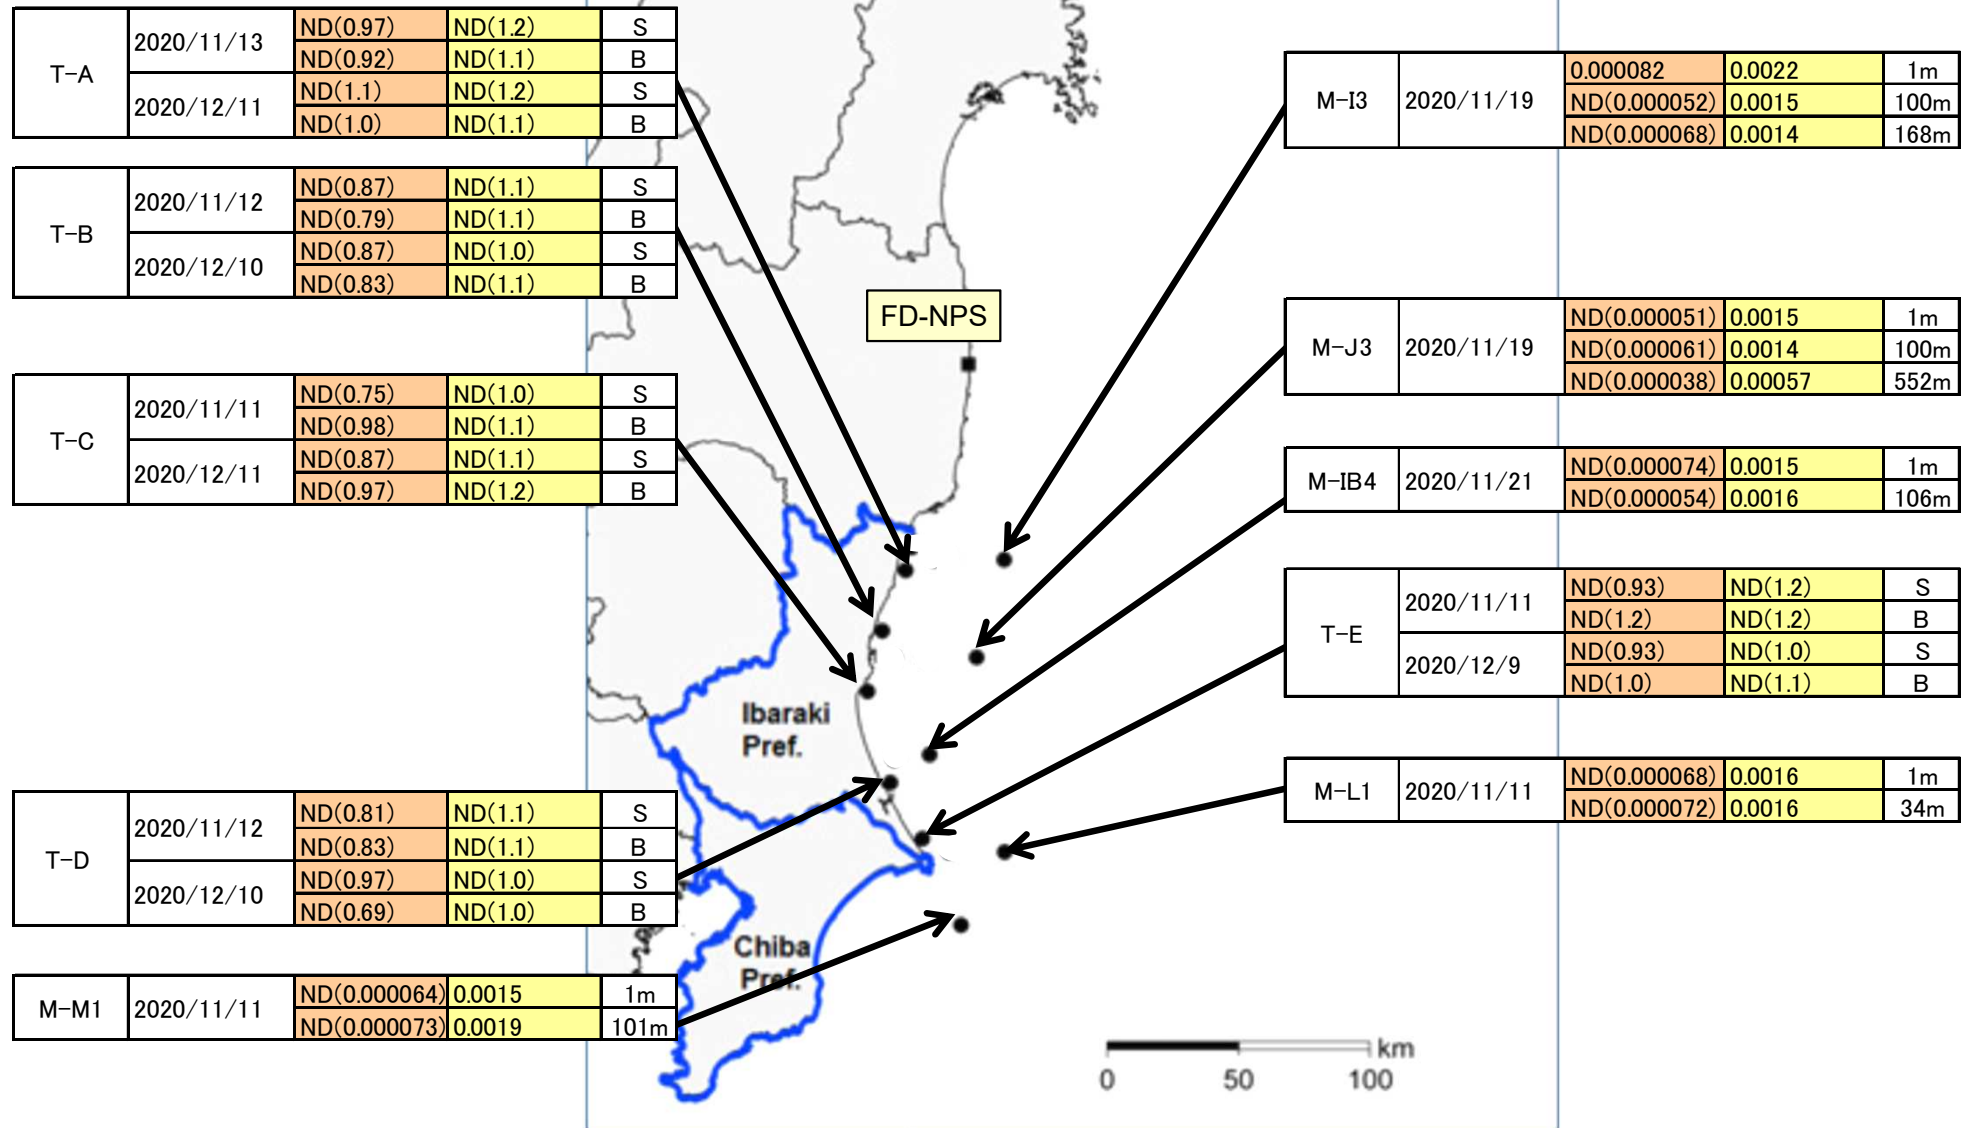 T-A 2020/11/13 ND(0.97) ND(1.2) S
ND(0.92) ND(1.1) B
2020/12/11 ND(1.1) ND(1.2) S
ND(1.0) ND(1.1) B
T-B 2020/11/12 ND(0.87) ND(1.1) S
ND(0.79) ND(1.1) B
2020/12/10 ND(0.87) ND(1.0) S
ND(0.83) ND(1.1) B
T-C 2020/11/11 ND(0.75) ND(1.0) S
ND(0.98) ND(1.1) B
2020/12/11 ND(0.87) ND(1.1) S
ND(0.97) ND(1.2) B
T-D 2020/11/12 ND(0.81) ND(1.1) S
ND(0.83) ND(1.1) B
2020/12/10 ND(0.97) ND(1.0) S
ND(0.69) ND(1.0) B
M-M1 2020/11/11 ND(0.000064) 0.0015 1m
ND(0.000073) 0.0019 101m
FD-NPS
Ibaraki
Pref.
Chiba
Pref.
M-I3 2020/11/19 0.000082 0.0022 1m
ND(0.000052) 0.0015 100m
ND(0.000068) 0.0014 168m
M-J3 2020/11/19 ND(0.000051) 0.0015 1m
ND(0.000061) 0.0014 100m
ND(0.000038) 0.00057 552m
M-IB4 2020/11/21 ND(0.000074) 0.0015 1m
ND(0.000054) 0.0016 106m
T-E 2020/11/11 ND(0.93) ND(1.2) S
ND(1.2) ND(1.2) B
2020/12/9 ND(0.93) ND(1.0) S
ND(1.0) ND(1.1) B
M-L1 2020/11/11 ND(0.000068) 0.0016 1m
ND(0.000072) 0.0016 34m
km
0 50 100